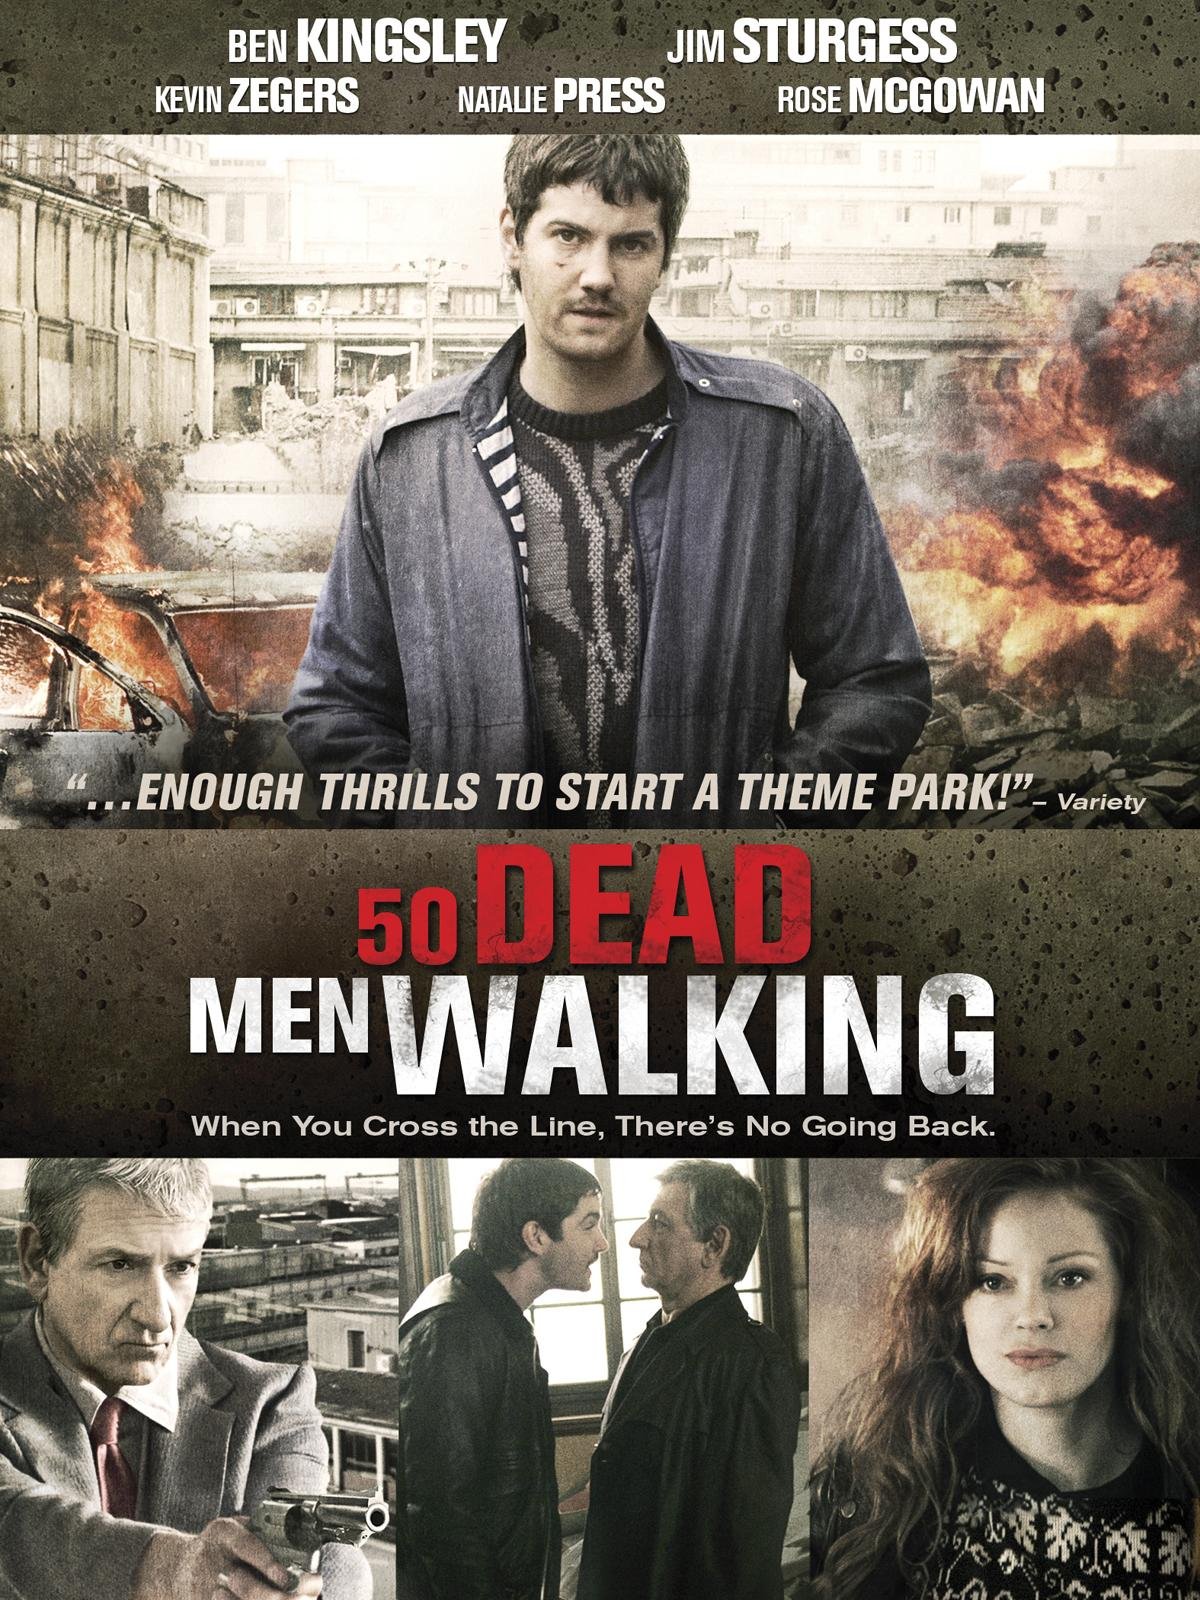 BEN KINGSLEY JIM STURGESS
KEVIN ZEGERS NATALIE PRESS ROSE MCGOWAN
“...ENOUGH THRILLS TO START A THEME PARK!” – Variety
50 DEAD
MEN WALKING
When You Cross the Line, There’s No Going Back.